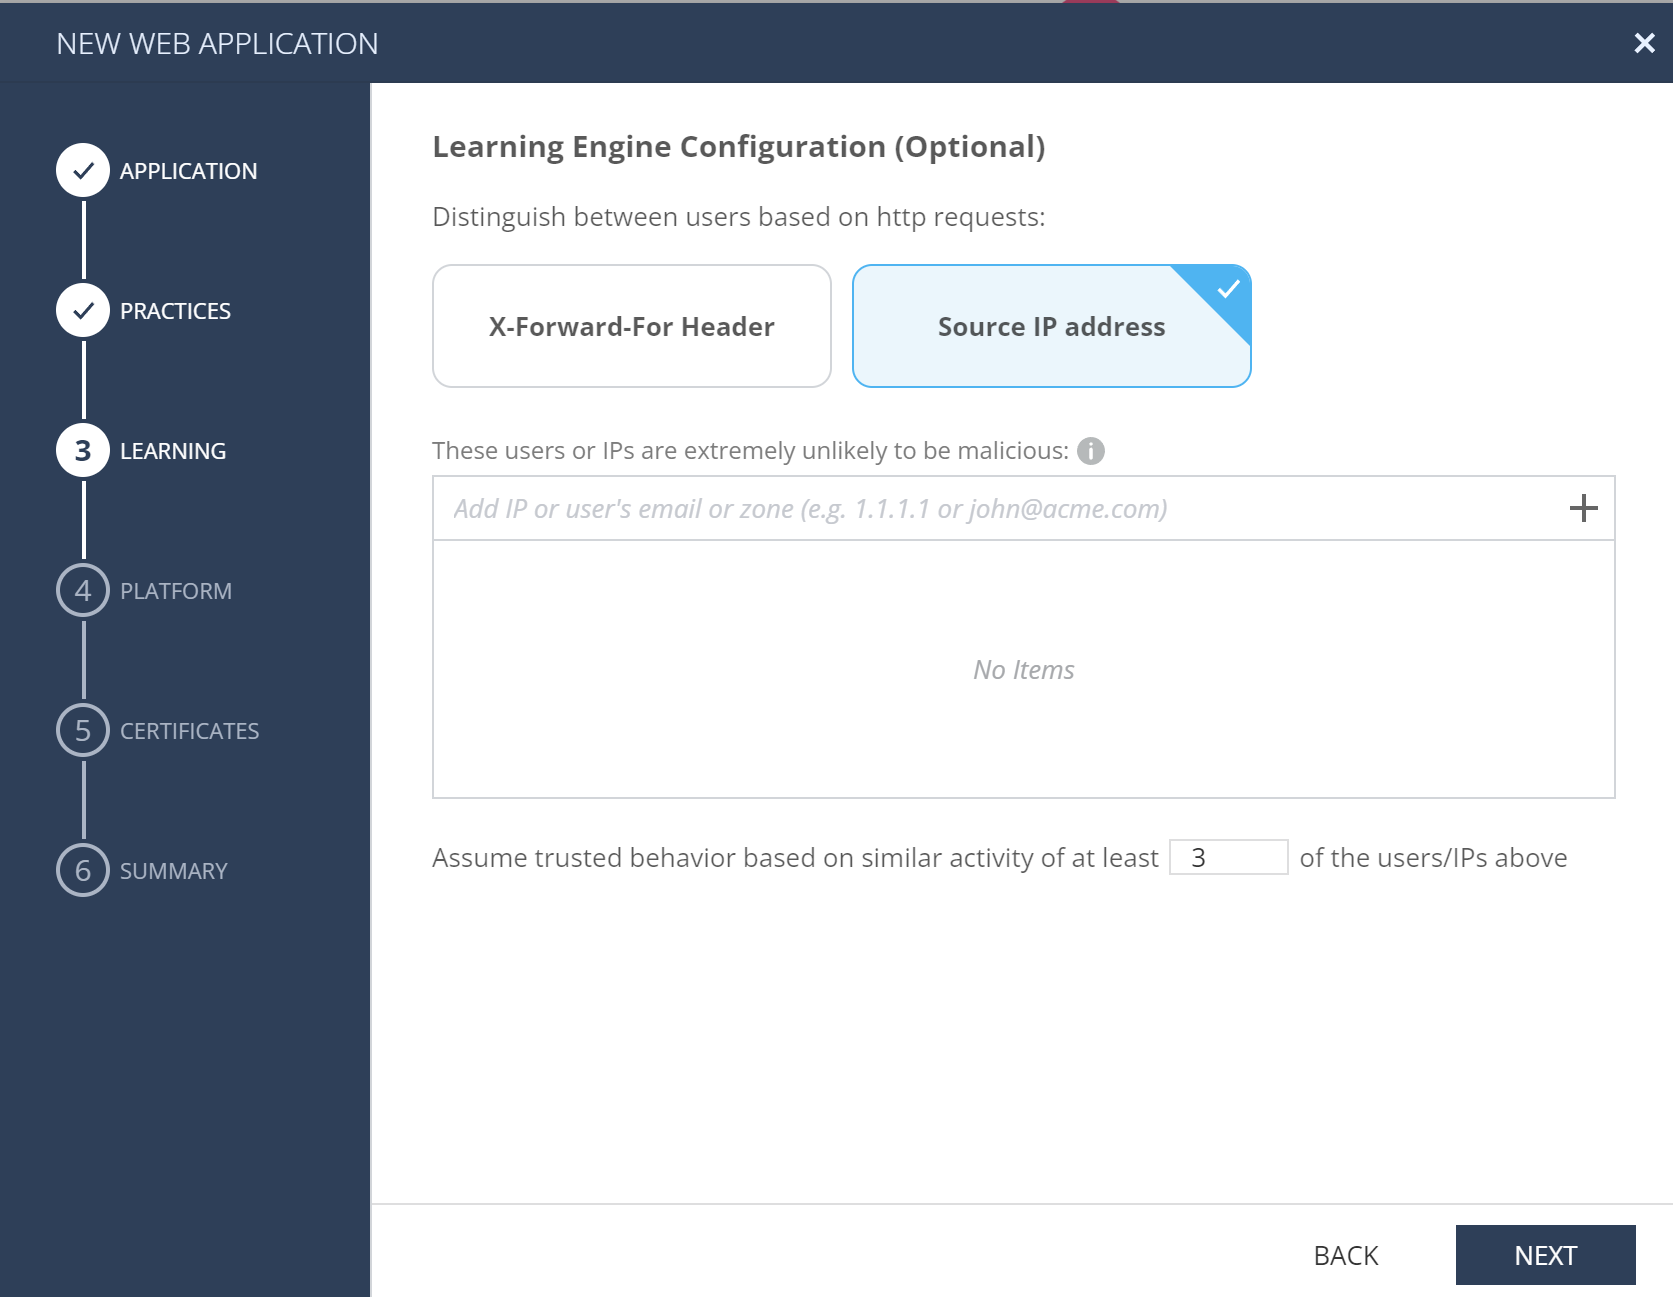 NEW WEB APPLICATION
APPLICATION
PRACTICES
3 LEARNING
4 PLATFORM
5 CERTIFICATES
6 SUMMARY
Learning Engine Configuration (Optional)
Distinguish between users based on http requests:
X-Forward-For Header
Source IP address
These users or IPs are extremely unlikely to be malicious:
Add IP or user's email or zone (e.g. 1.1.1.1 or john@acme.com)
No Items
Assume trusted behavior based on similar activity of at least 3 of the users/IPs above
BACK
NEXT